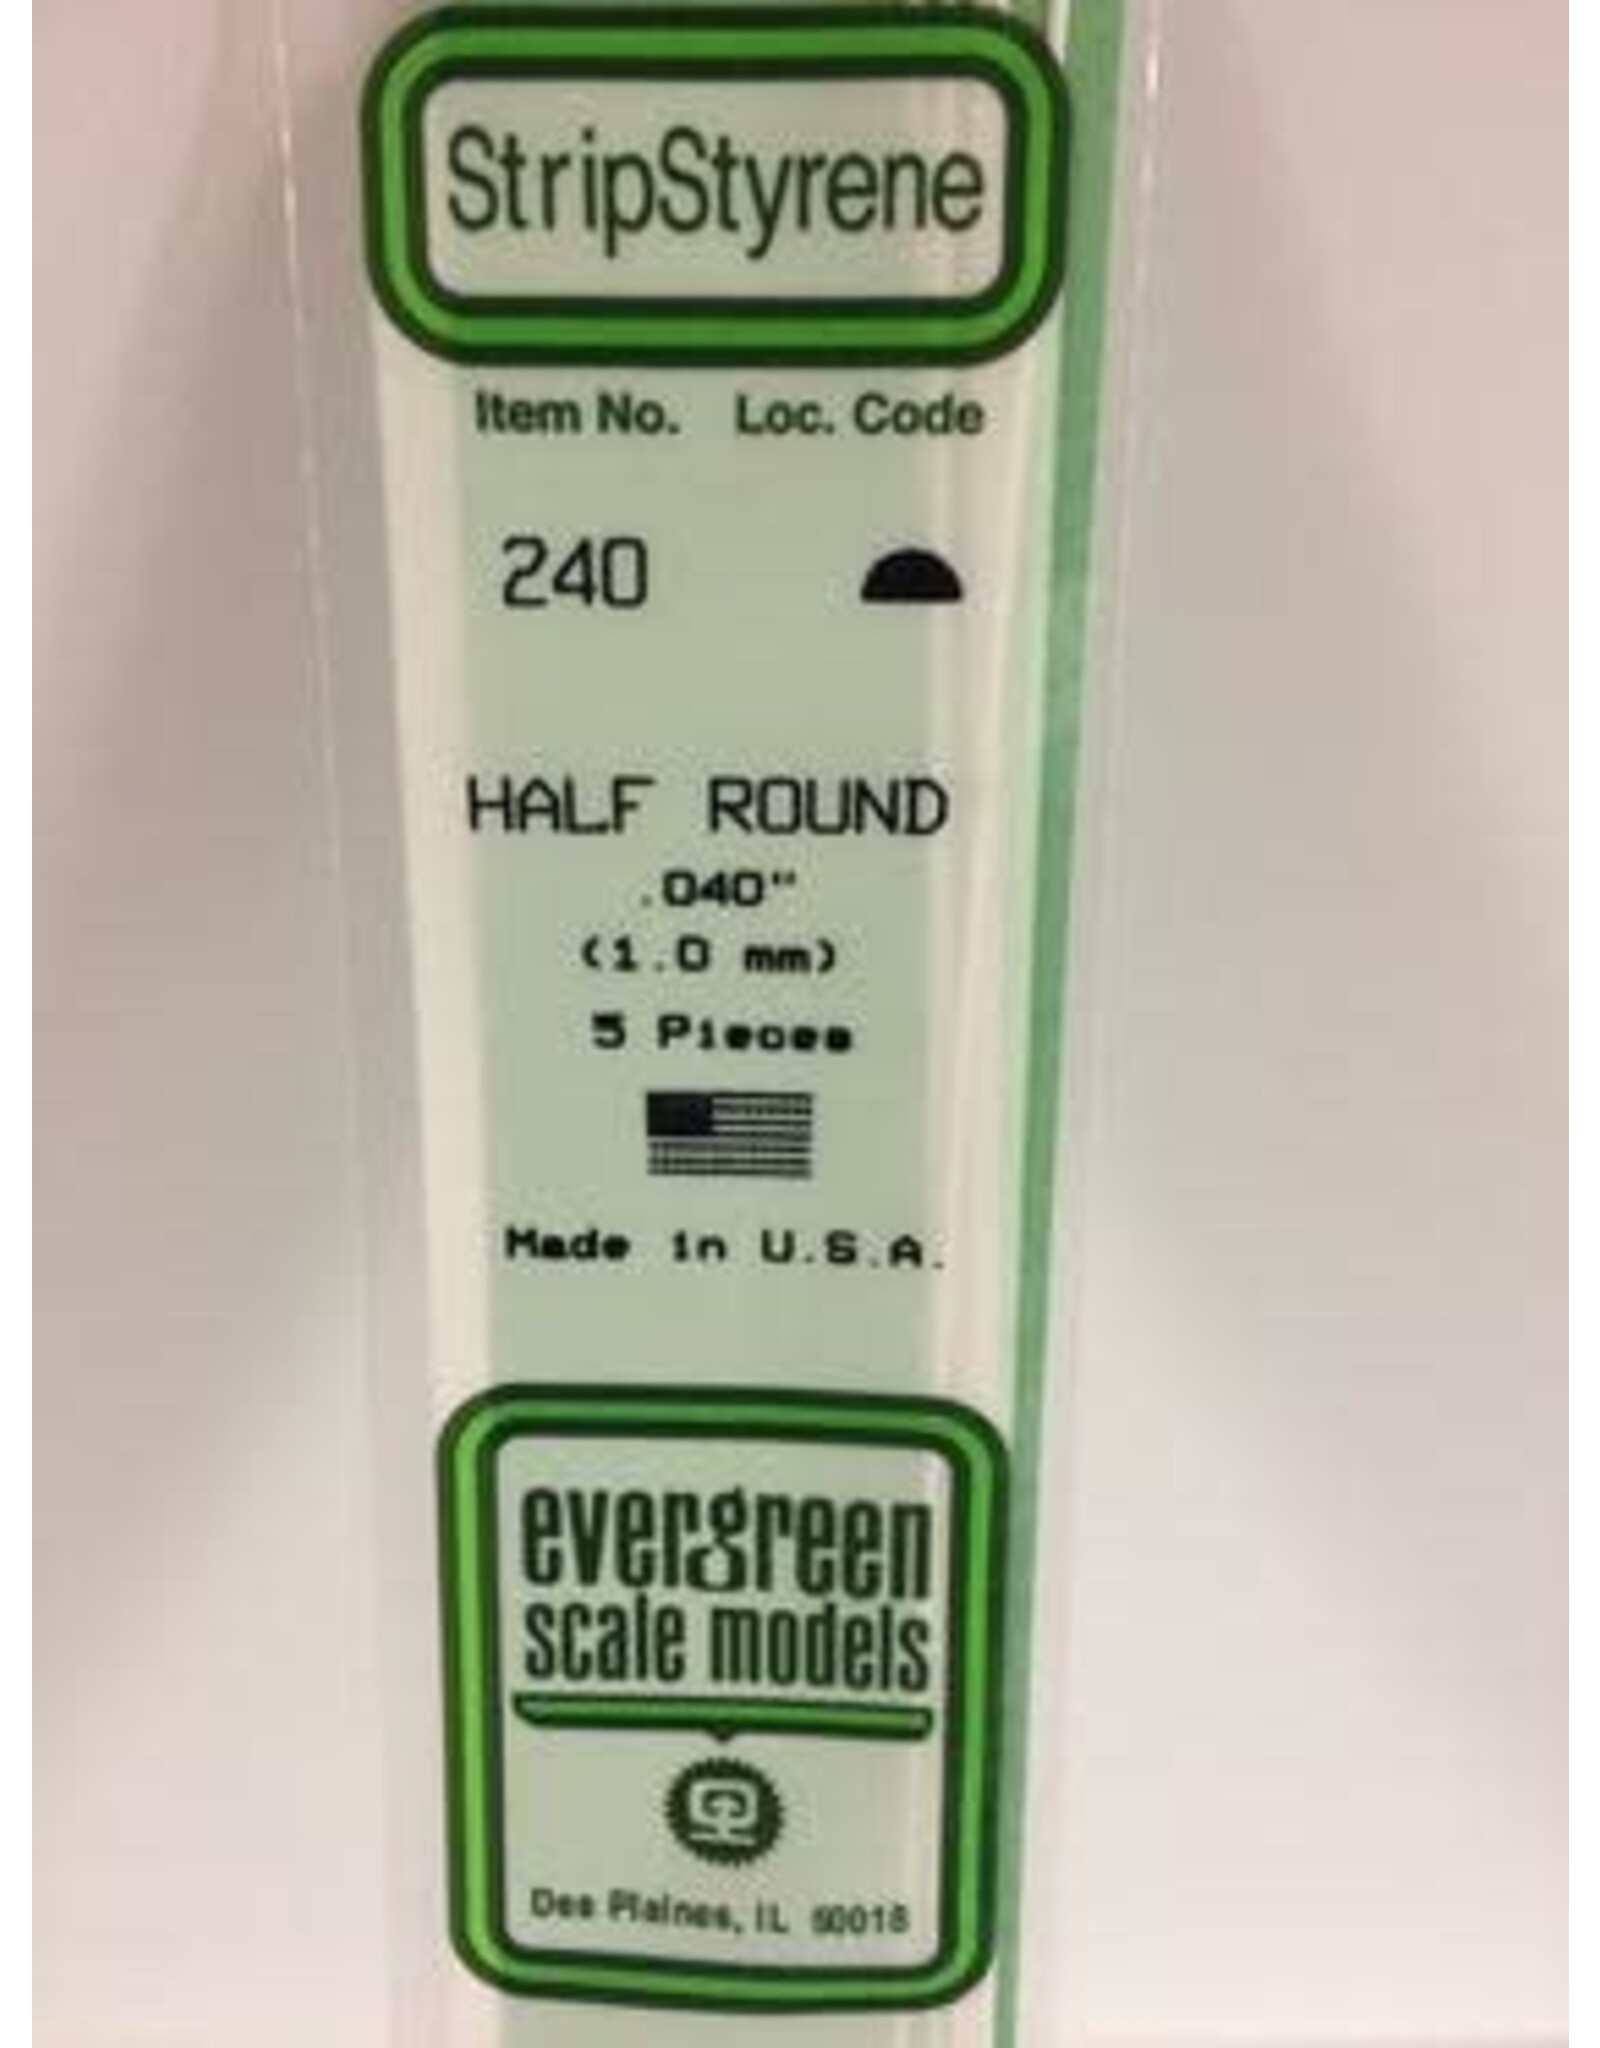 StripStyrene
Item No. Loc. Code
240
HALF ROUND
.040"
(1.0 mm)
5 Pieces
Made in U.S.A.
evergreen
scale models
Des Plaines, IL 60018